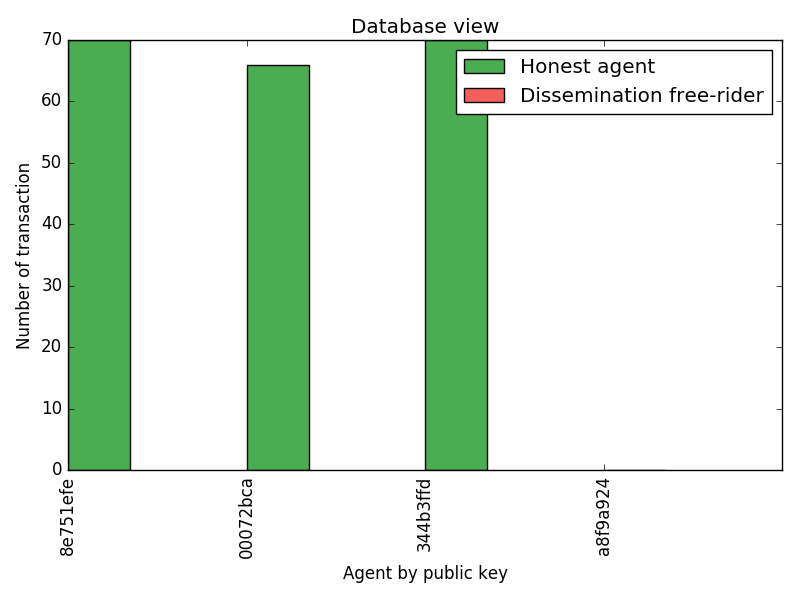 Database view
Honest agent
Dissemination free-rider
Number of transaction
70
60
50
40
30
20
10
0
8e751efe
00072bca
344b3ffd
a8f9a924
Agent by public key